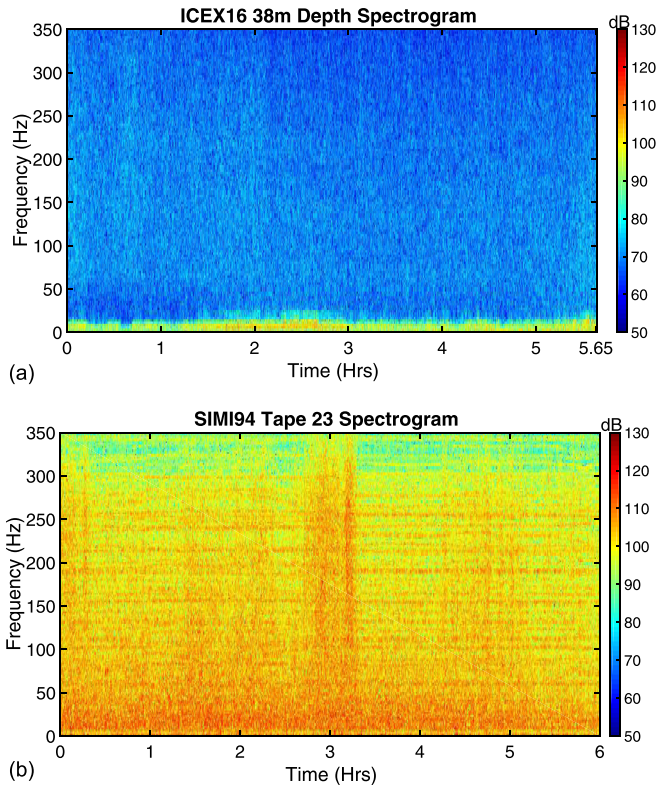 ICEX16 38m Depth Spectrogram
dB
350
300
250
200
150
100
50
0
Frequency (Hz)
0 1 2 3 4 5 5.65
Time (Hrs)
130
120
110
100
90
80
70
60
50
(a)
SIMI94 Tape 23 Spectrogram
dB
350
300
250
200
150
100
50
0
Frequency (Hz)
0 1 2 3 4 5 6
Time (Hrs)
130
120
110
100
90
80
70
60
50
(b)